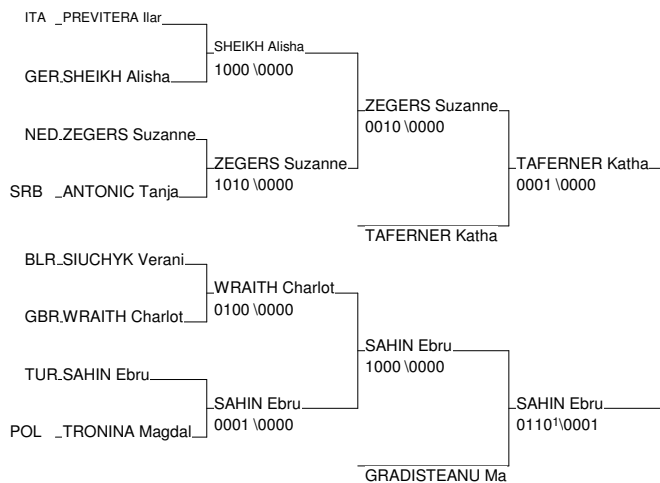 ITA PREVITERA Ilar
SHEIKH Alisha
1000 \0000
GER SHEIKH Alisha
ZEGERS Suzanne
0010 \0000
NED ZEGERS Suzanne
ZEGERS Suzanne
1010 \0000
TAFERNER Katha
0001 \0000
SRB ANTONIC Tanja
TAFERNER Katha
BLR SIUCHYK Verani
WRAITH Charlot
0100 \0000
GBR WRAITH Charlot
SAHIN Ebru
1000 \0000
TUR SAHIN Ebru
SAHIN Ebru
0001 \0000
SAHIN Ebru
0110¹\0001
POL TRONINA Magdal
GRADISTEANU Ma